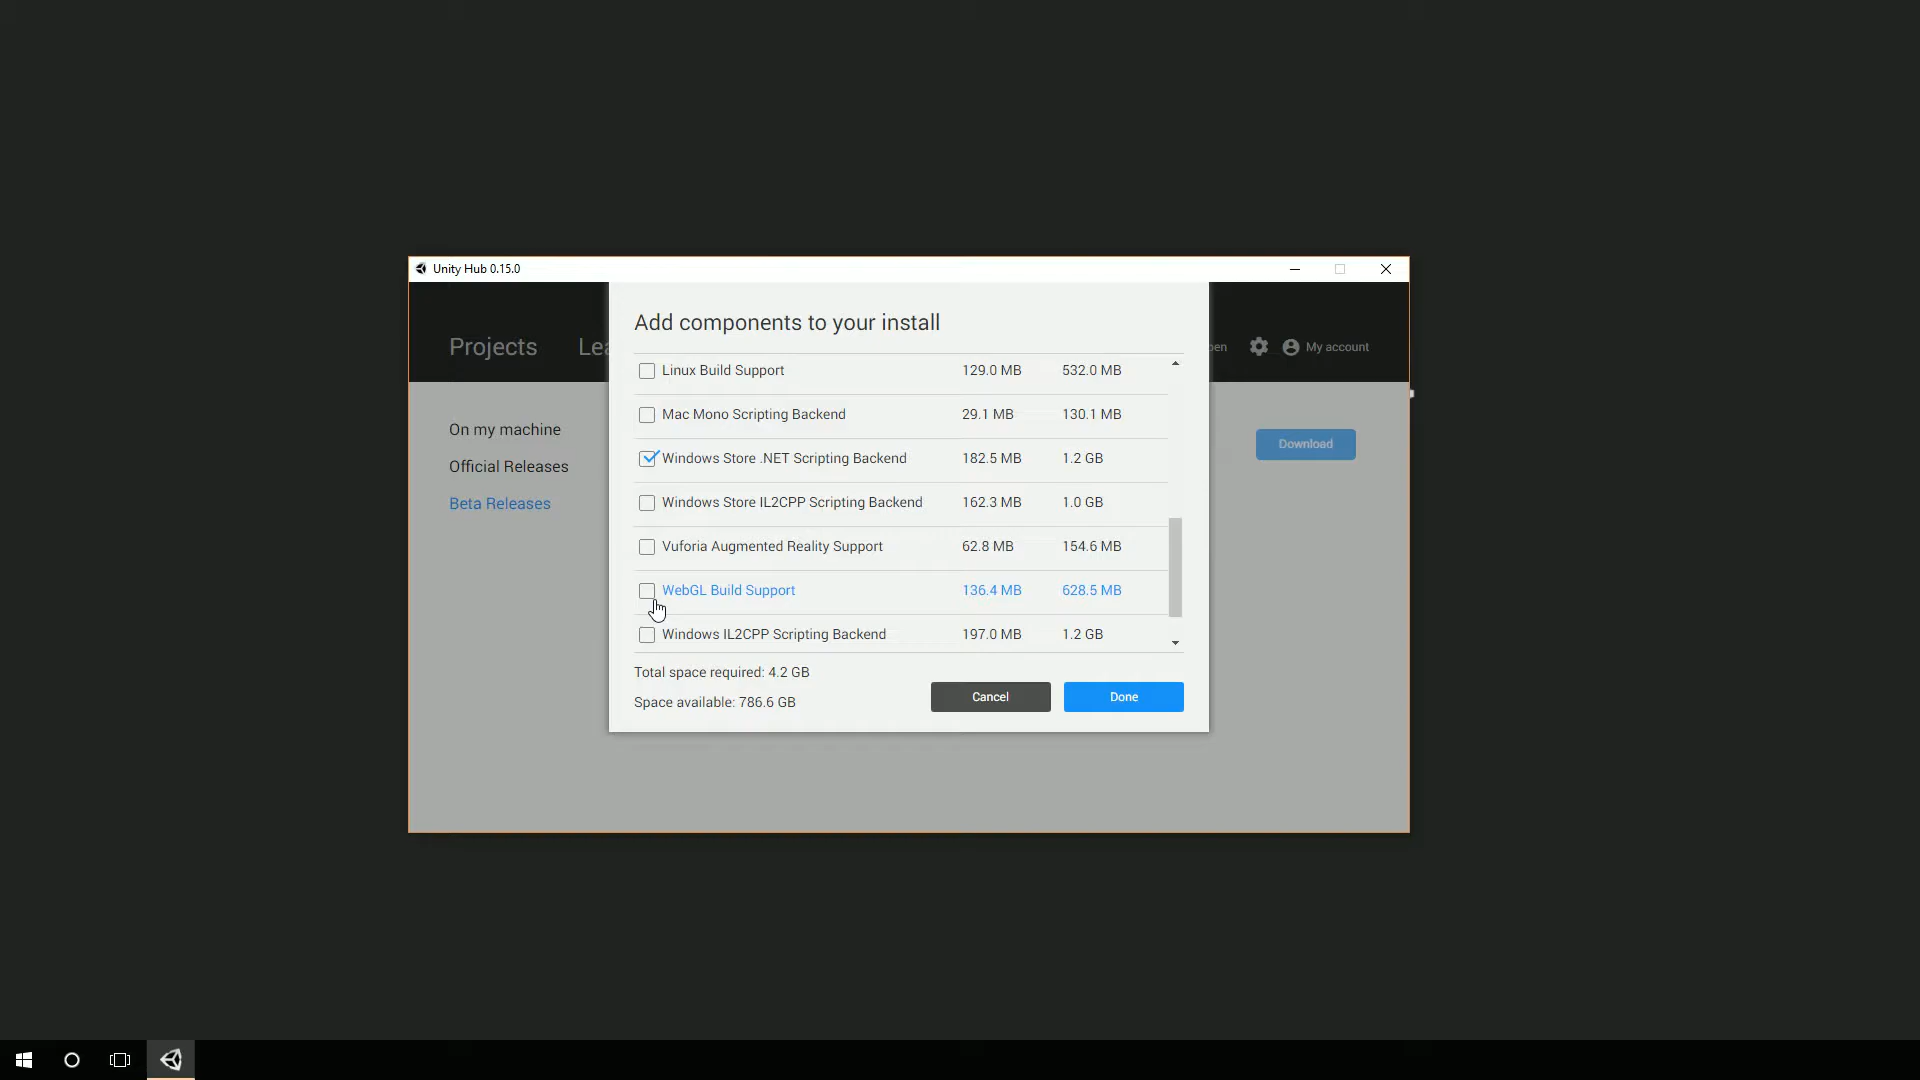 Unity Hub 0.15.0
Add components to your install
Projects
My account
Linux Build Support 129.0 MB 532.0 MB
Mac Mono Scripting Backend 29.1 MB 130.1 MB
Windows Store .NET Scripting Backend 182.5 MB 1.2 GB
Windows Store IL2CPP Scripting Backend 162.3 MB 1.0 GB
Vuforia Augmented Reality Support 62.8 MB 154.6 MB
WebGL Build Support 136.4 MB 628.5 MB
Windows IL2CPP Scripting Backend 197.0 MB 1.2 GB
On my machine
Official Releases
Beta Releases
Download
Total space required: 4.2 GB
Space available: 786.6 GB
Cancel
Done